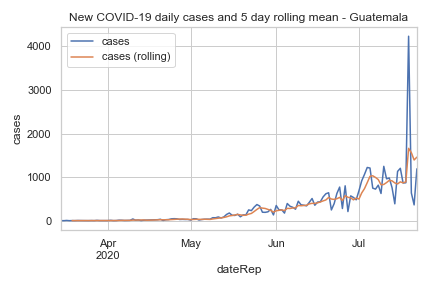 New COVID-19 daily cases and 5 day rolling mean - Guatemala
cases
cases (rolling)
4000
3000
2000
1000
0
cases
Apr
2020
May
Jun
Jul
dateRep